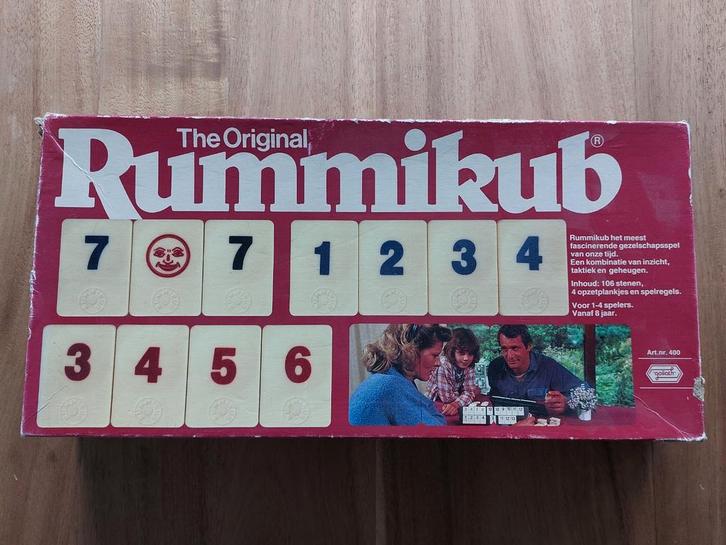 The Original
Rummikub®
7 7 1 2 3 4
Rummikub het meest
fascinerende gezelschapsspel
van onze tijd.
Een kombinatie van inzicht,
taktiek en geheugen.
Inhoud: 106 stenen,
4 opzetplankjes en spelregels.
Voor 1-4 spelers.
Vanaf 8 jaar.
3 4 5 6
Art.nr. 400
goliath